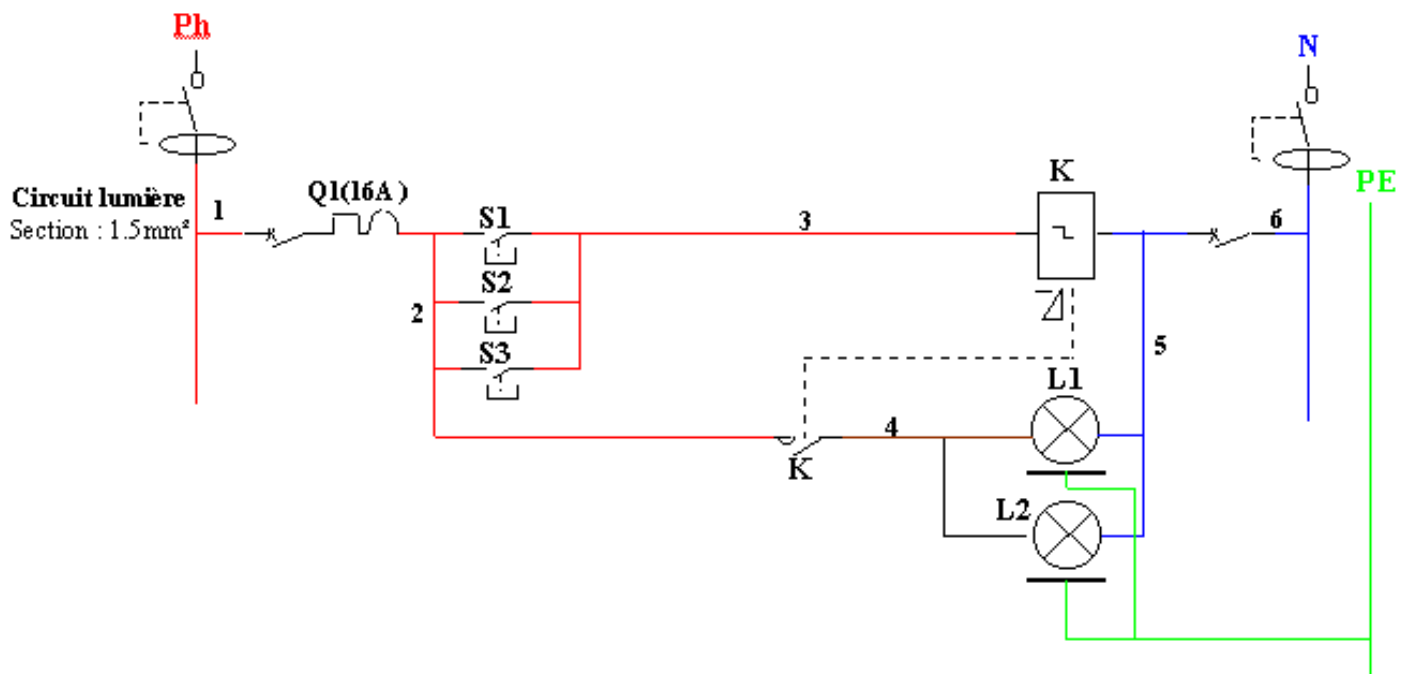 Ph
N
PE
Circuit lumière
Section : 1.5mm²
1
Q1(16A)
S1
3
K
6
S2
2
S3
5
L1
4
K
L2